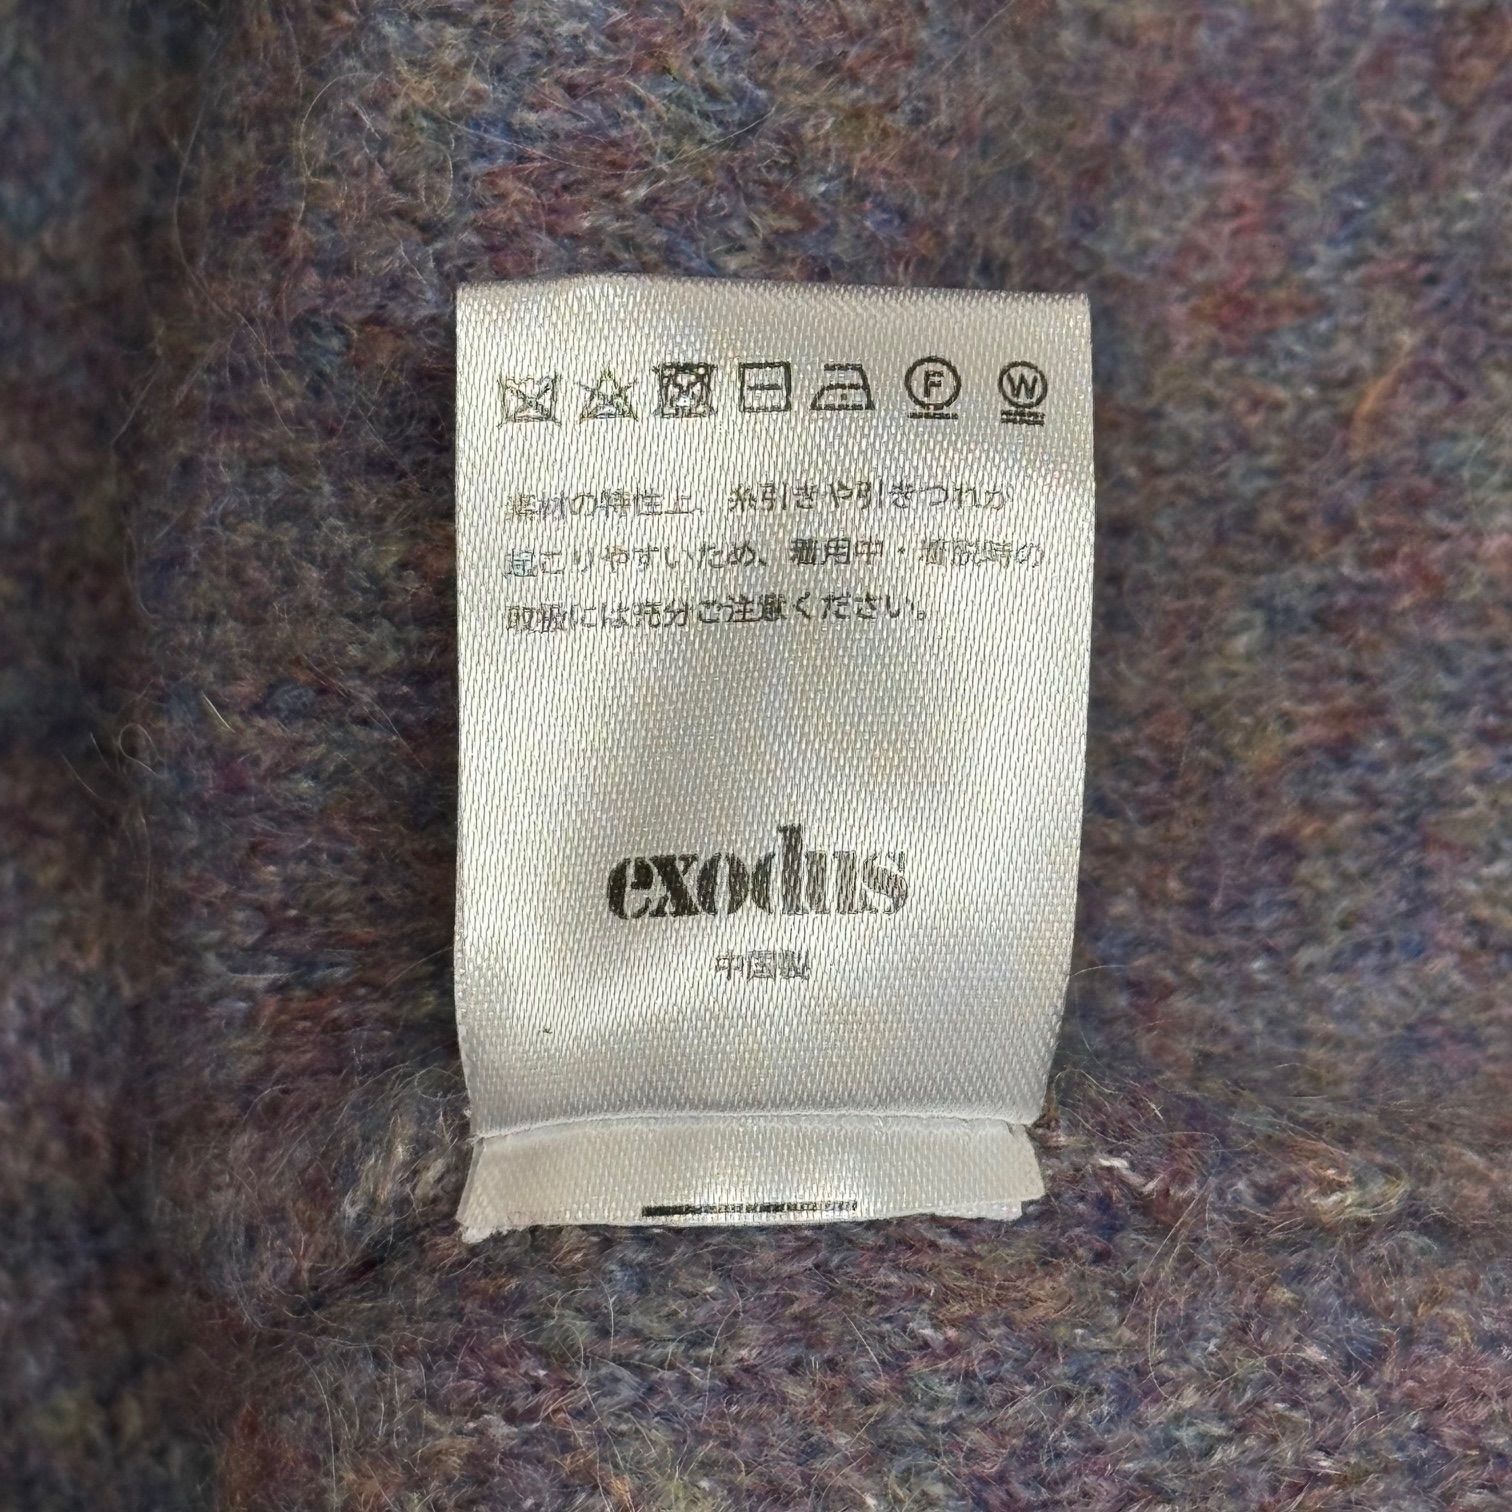 F W
素材の特性上、糸引きや引きつれが
起こりやすいため、着用中・着脱時の
取扱には充分ご注意ください。
exodus
中国製